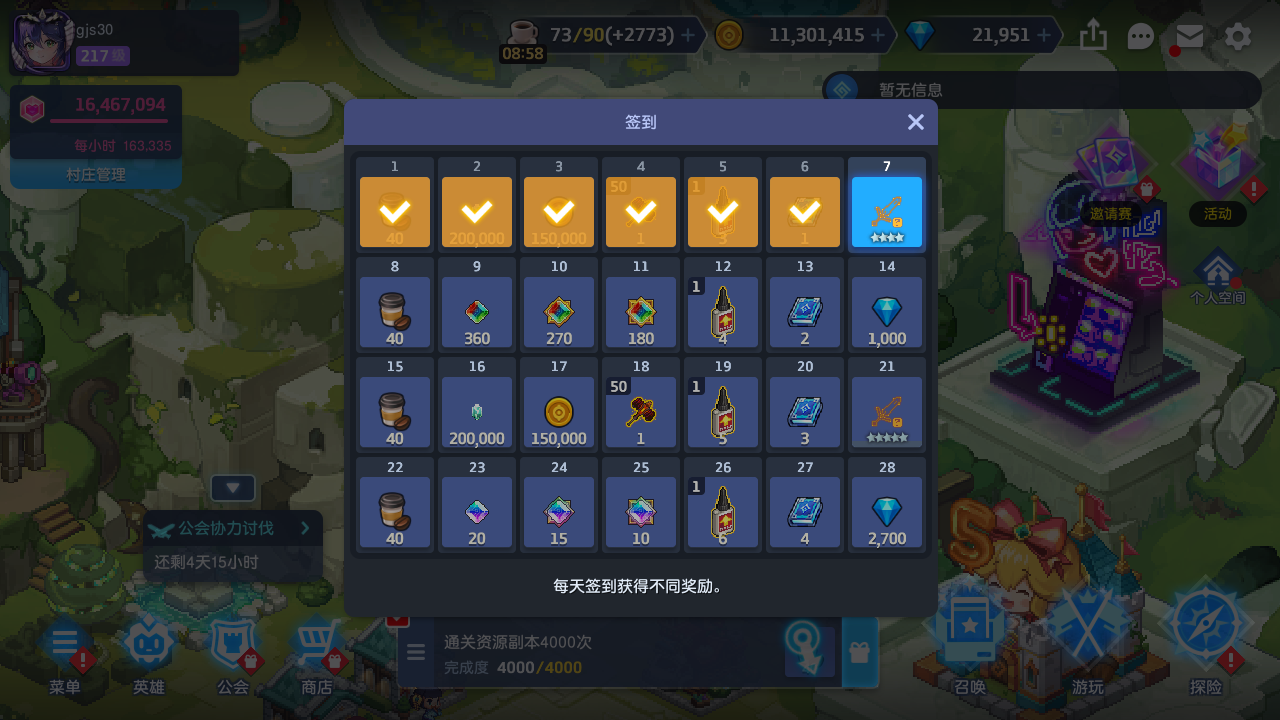 gjs30
217 级
73/90(+2773)
08:58
11,301,415
21,951
暂无信息
16,467,094
每小时 163,335
村庄管理
签到
1 2 3 4 5 6 7
50 1
40 200,000 150,000 1 3 1
8 9 10 11 12 13 14
1
40 360 270 180 4 2 1,000
15 16 17 18 19 20 21
50 1
40 200,000 150,000 1 5 3
22 23 24 25 26 27 28
1
40 20 15 10 6 4 2,700
每天签到获得不同奖励。
邀请赛
活动
个人空间
公会协力讨伐
还剩4天15小时
通关资源副本4000次
完成度 4000/4000
菜单 英雄 公会 商店 召唤 游玩 探险